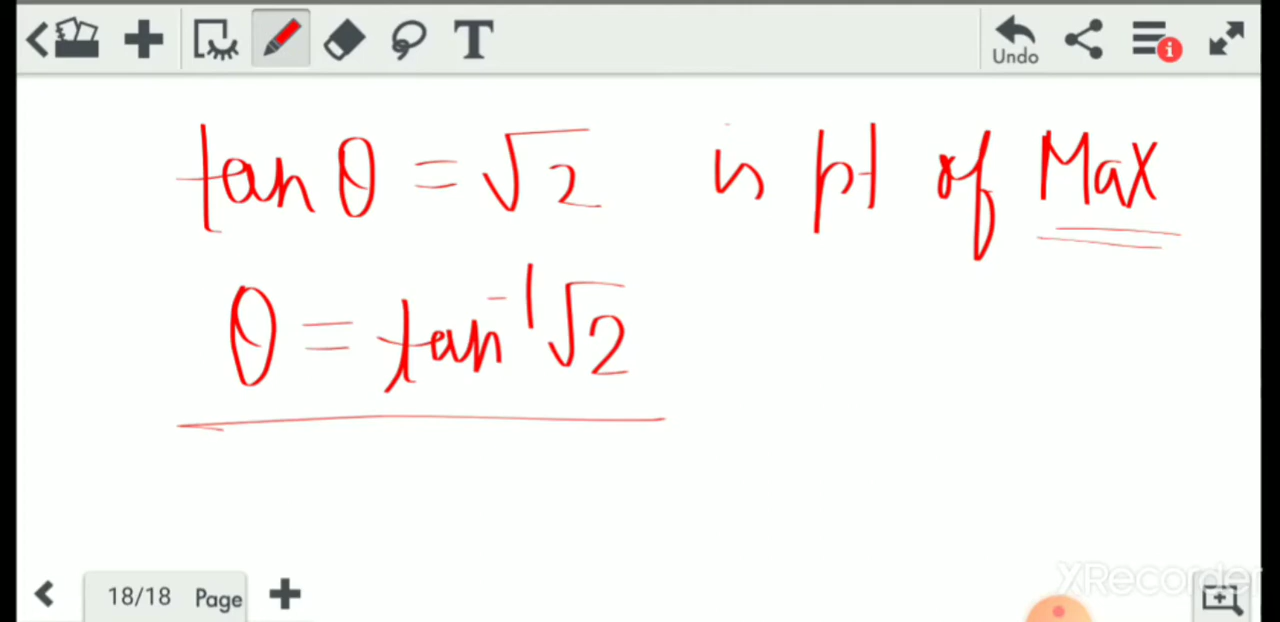 Undo
tan θ = √2 is pt of Max
θ = tan⁻¹√2
XRecorder
18/18 Page